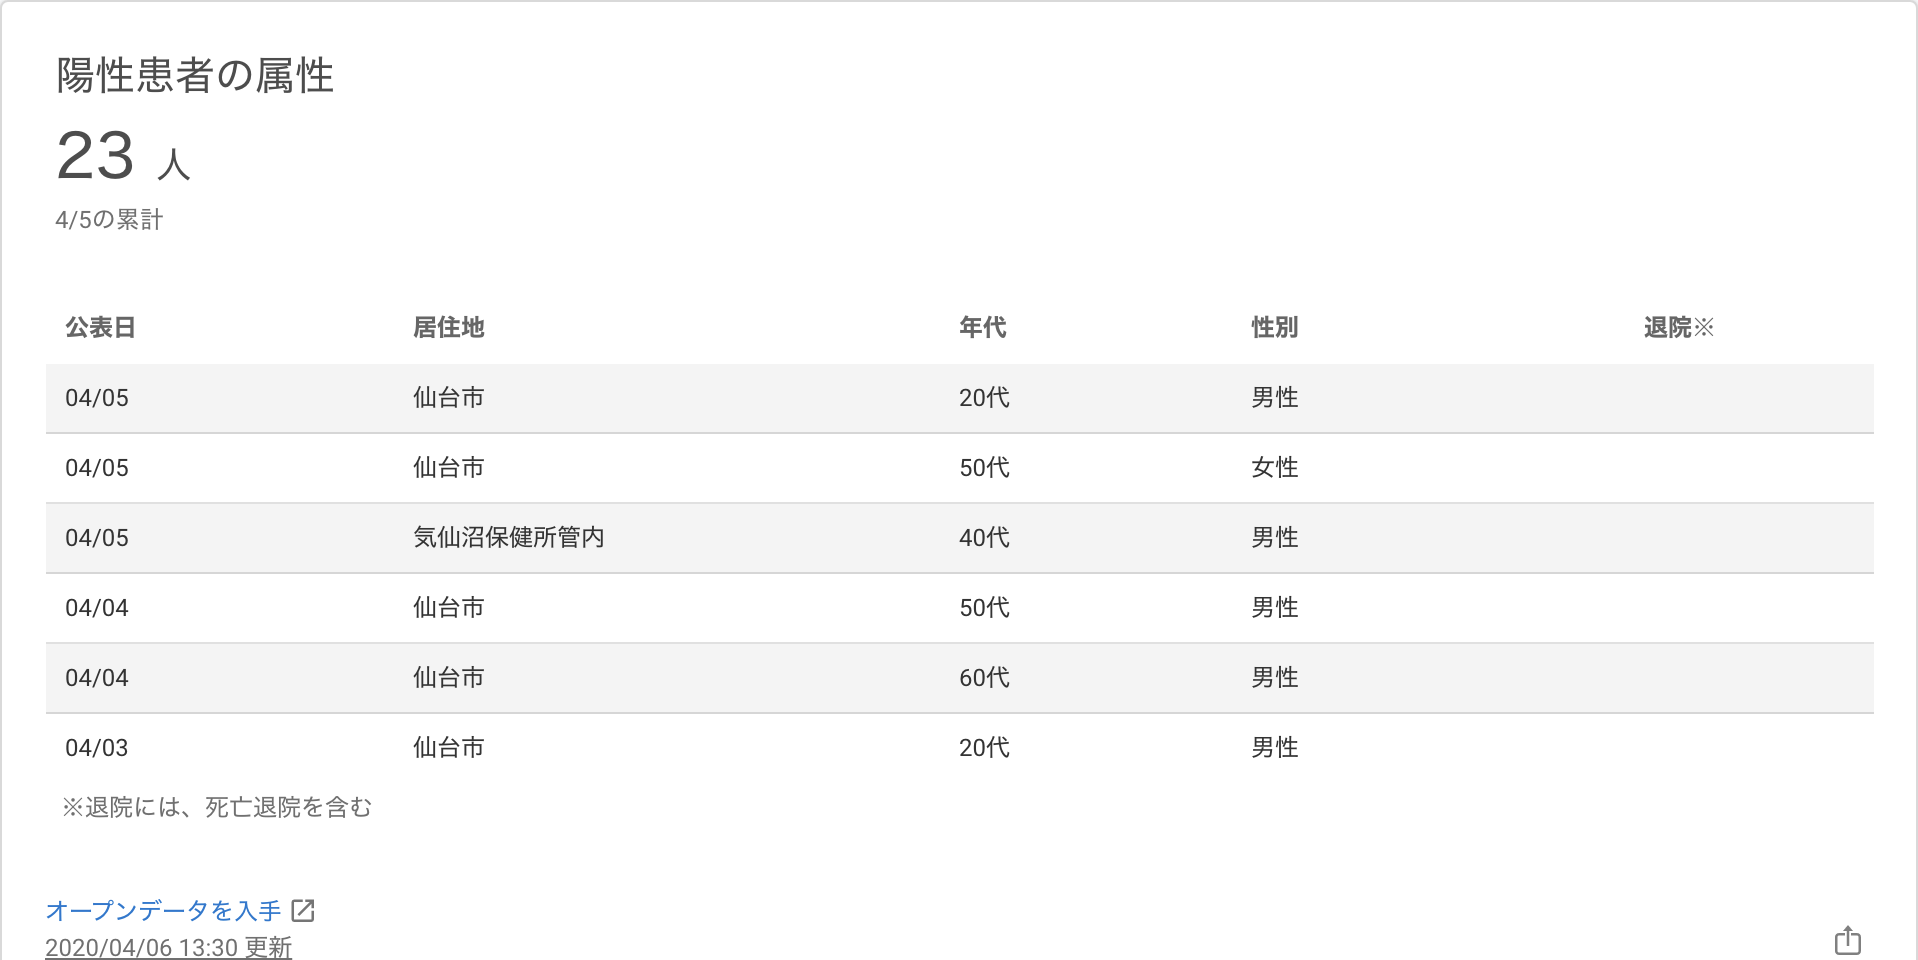 陽性患者の属性
23 人
4/5の累計
公表日 居住地 年代 性別 退院※
04/05 仙台市 20代 男性
04/05 仙台市 50代 女性
04/05 気仙沼保健所管内 40代 男性
04/04 仙台市 50代 男性
04/04 仙台市 60代 男性
04/03 仙台市 20代 男性
※退院には、死亡退院を含む
オープンデータを入手
2020/04/06 13:30 更新